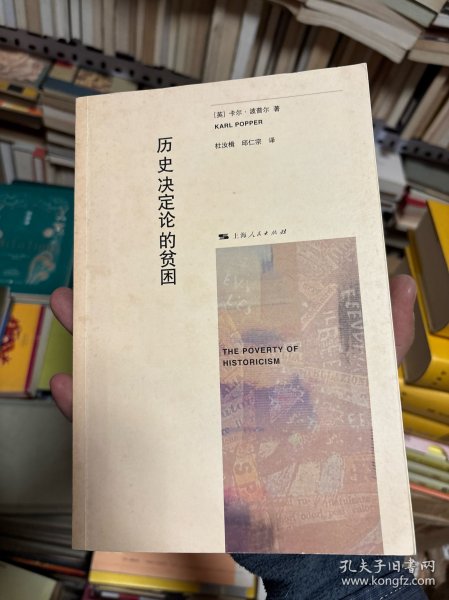 [英] 卡尔·波普尔 著
KARL POPPER
杜汝楫 邱仁宗 译
历史决定论的贫困
上海人民出版社
THE POVERTY OF
HISTORICISM
孔夫子旧书网
www.kongfz.com